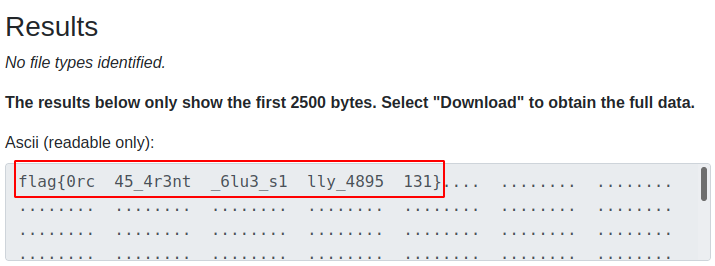 Results
No file types identified.
The results below only show the first 2500 bytes. Select "Download" to obtain the full data.
Ascii (readable only):
flag{0rc  45_4r3nt  _6lu3_s1  lly_4895  131}....  ........  ........
........  ........  ........  ........  ........  ........  ........
........  ........  ........  ........  ........  ........  ........
........  ........  ........  ........  ........  ........  ........